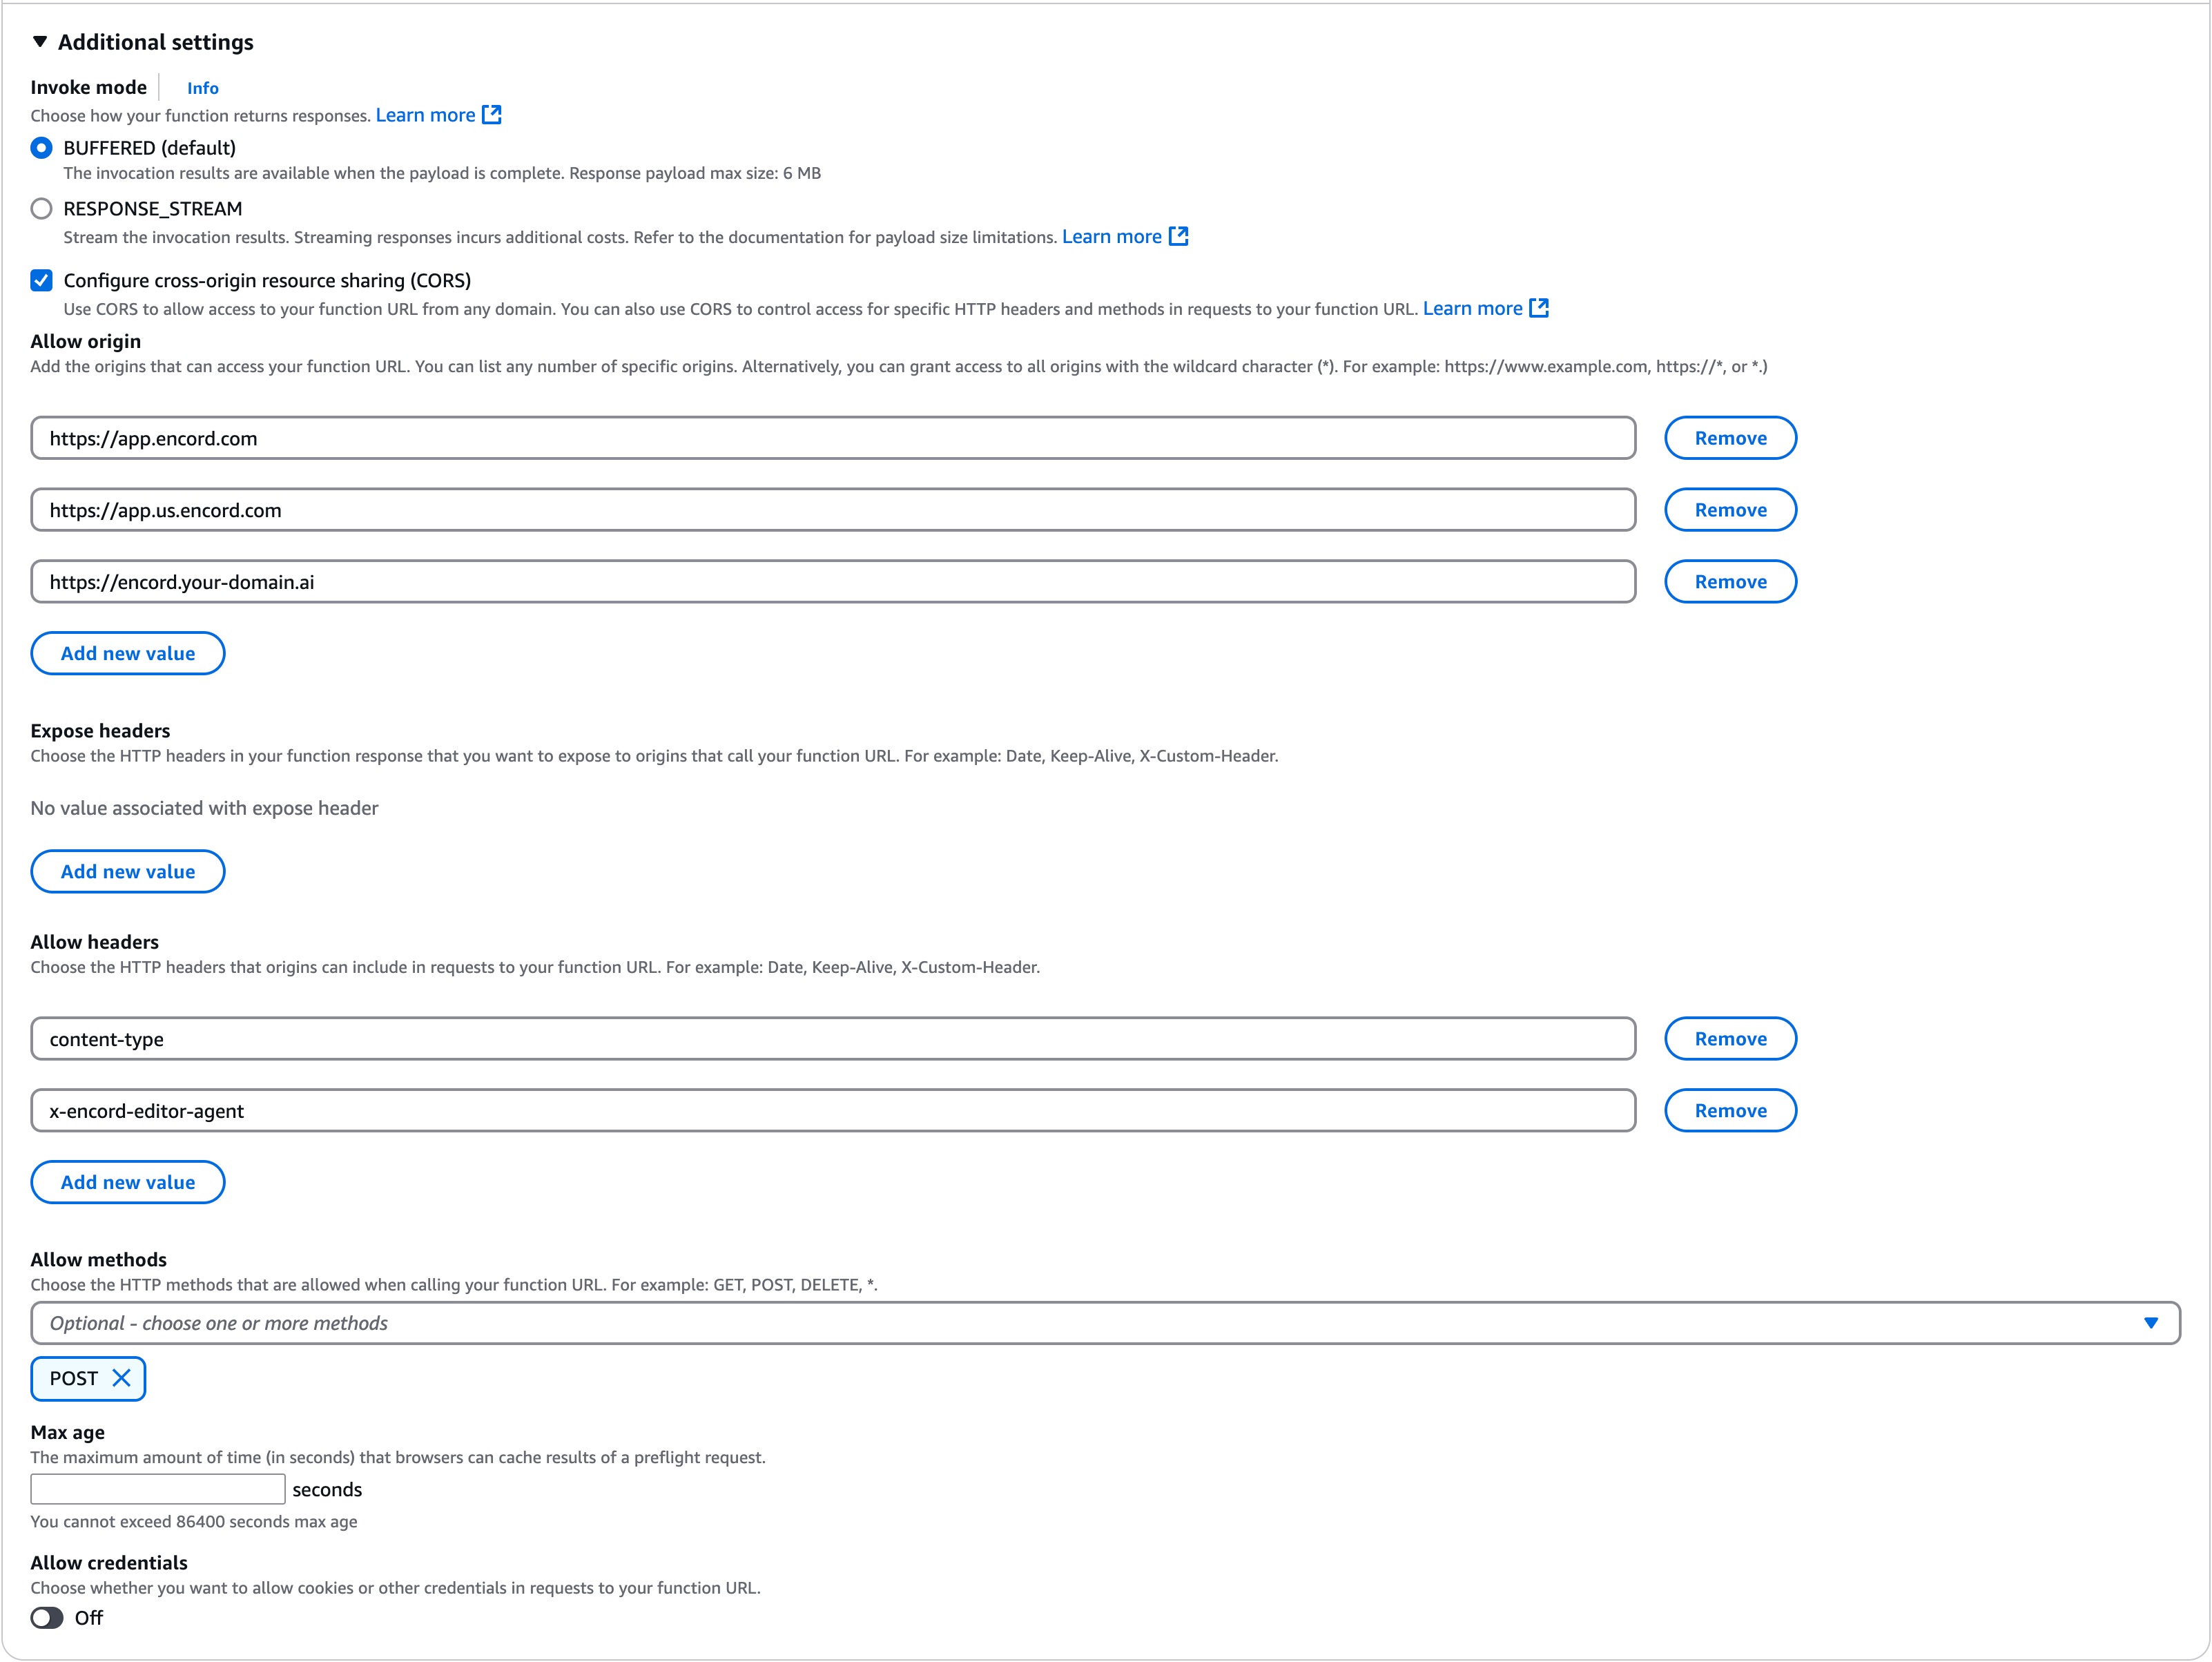 Additional settings
Invoke mode Info
Choose how your function returns responses. Learn more
BUFFERED (default)
The invocation results are available when the payload is complete. Response payload max size: 6 MB
RESPONSE_STREAM
Stream the invocation results. Streaming responses incurs additional costs. Refer to the documentation for payload size limitations. Learn more
Configure cross-origin resource sharing (CORS)
Use CORS to allow access to your function URL from any domain. You can also use CORS to control access for specific HTTP headers and methods in requests to your function URL. Learn more
Allow origin
Add the origins that can access your function URL. You can list any number of specific origins. Alternatively, you can grant access to all origins with the wildcard character (*). For example: https://www.example.com, https://*, or *.)
https://app.encord.com Remove
https://app.us.encord.com Remove
https://encord.your-domain.ai Remove
Add new value
Expose headers
Choose the HTTP headers in your function response that you want to expose to origins that call your function URL. For example: Date, Keep-Alive, X-Custom-Header.
No value associated with expose header
Add new value
Allow headers
Choose the HTTP headers that origins can include in requests to your function URL. For example: Date, Keep-Alive, X-Custom-Header.
content-type Remove
x-encord-editor-agent Remove
Add new value
Allow methods
Choose the HTTP methods that are allowed when calling your function URL. For example: GET, POST, DELETE, *.
Optional - choose one or more methods
POST
Max age
The maximum amount of time (in seconds) that browsers can cache results of a preflight request.
seconds
You cannot exceed 86400 seconds max age
Allow credentials
Choose whether you want to allow cookies or other credentials in requests to your function URL.
Off